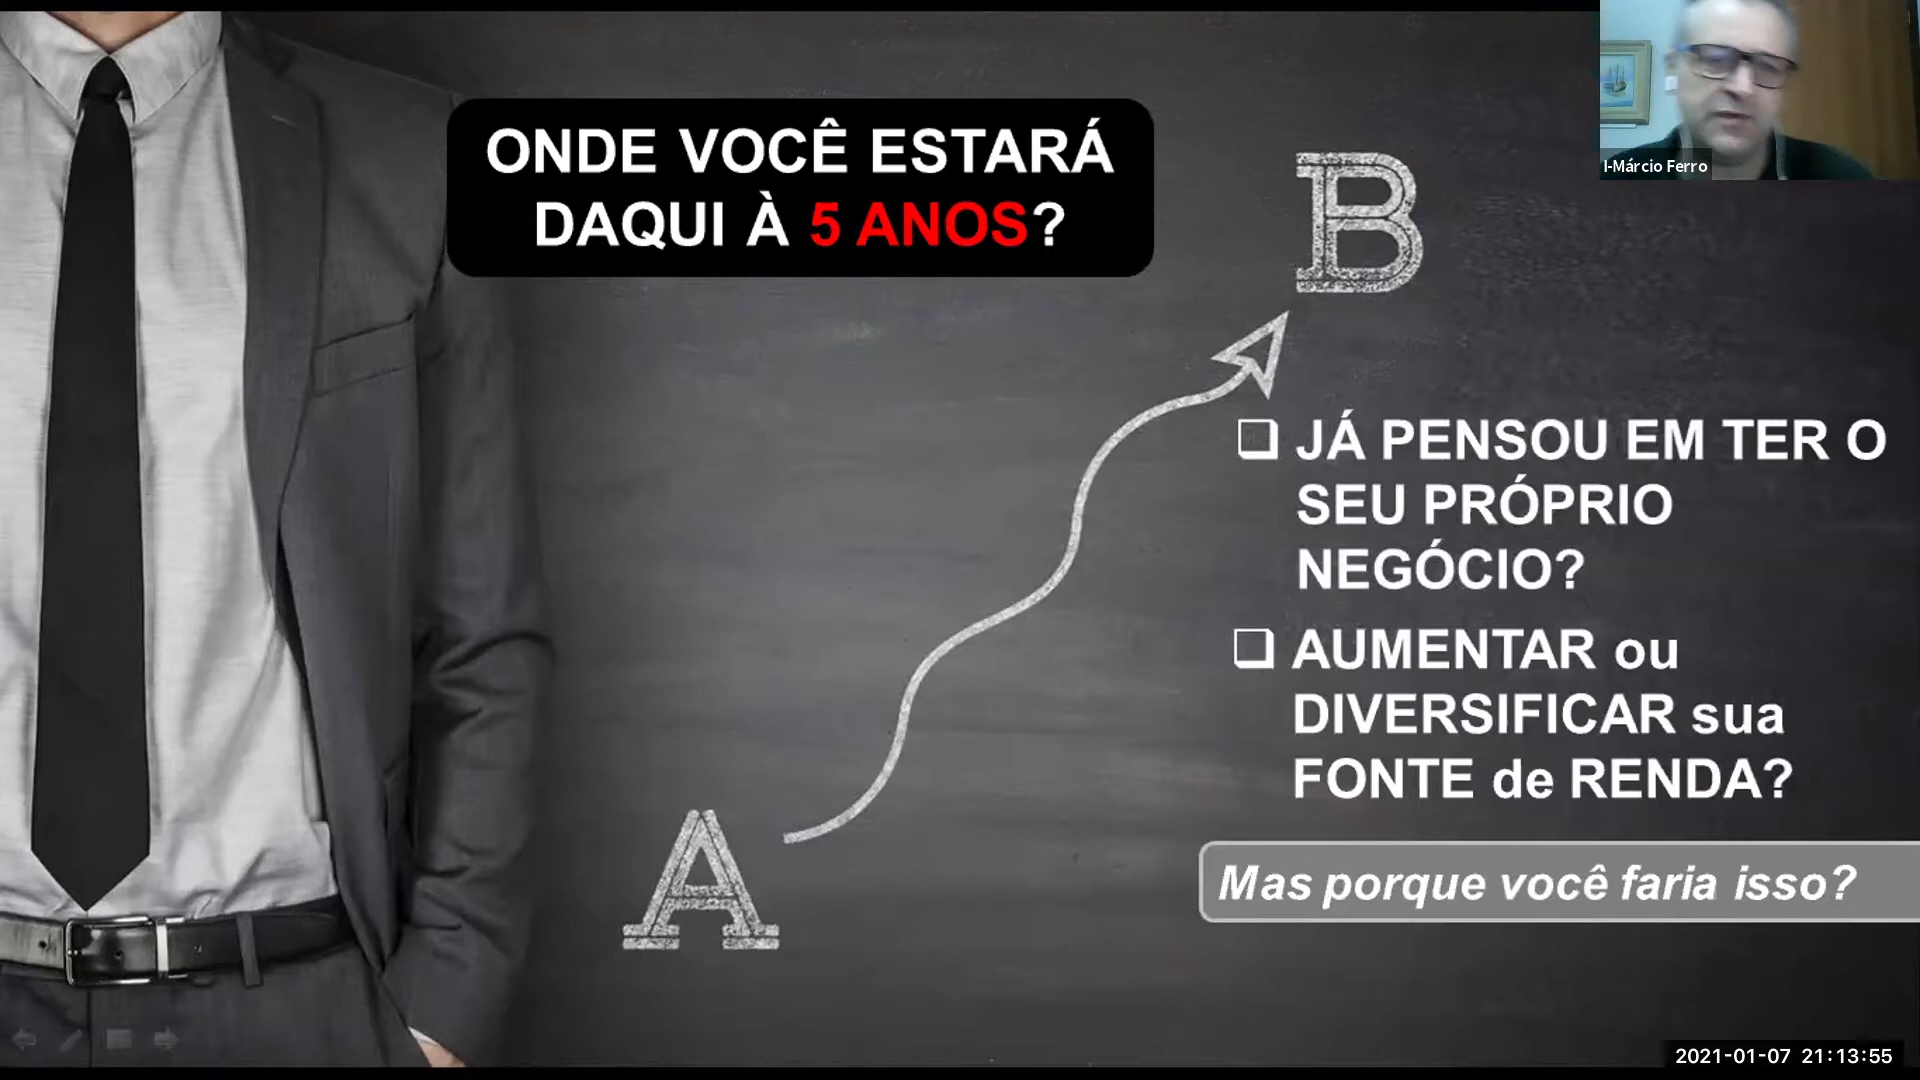 ONDE VOCÊ ESTARÁ
DAQUI À 5 ANOS?
B
I-Márcio Ferro
❑ JÁ PENSOU EM TER O
SEU PRÓPRIO
NEGÓCIO?
❑ AUMENTAR ou
DIVERSIFICAR sua
FONTE de RENDA?
A
Mas porque você faria isso?
2021-01-07 21:13:55